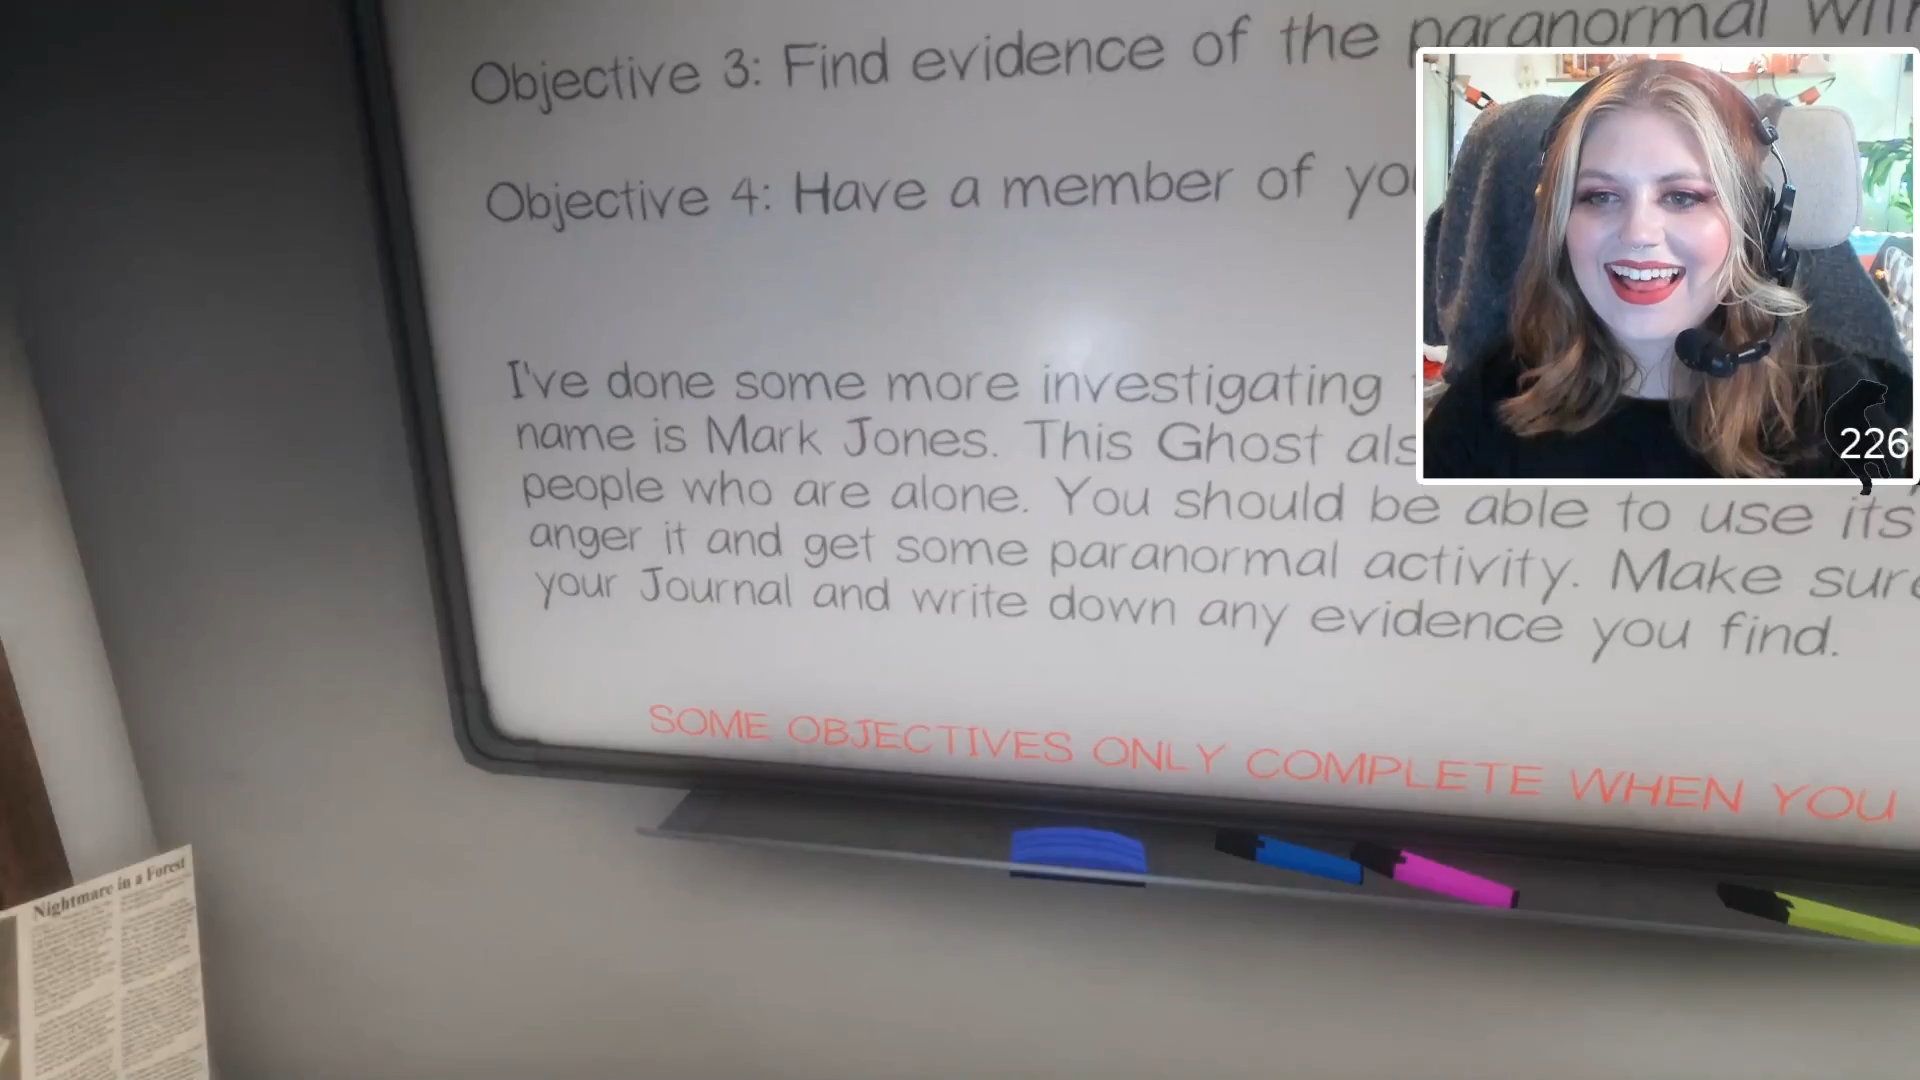 Objective 3: Find evidence of the paranormal with
Objective 4: Have a member of
I've done some more investigating
name is Mark Jones. This Ghost
people who are alone. You should be able to use its
anger it and get some paranormal activity. Make sure
your Journal and write down any evidence you find.
SOME OBJECTIVES ONLY COMPLETE WHEN YOU
226
Nightmare in a Forest